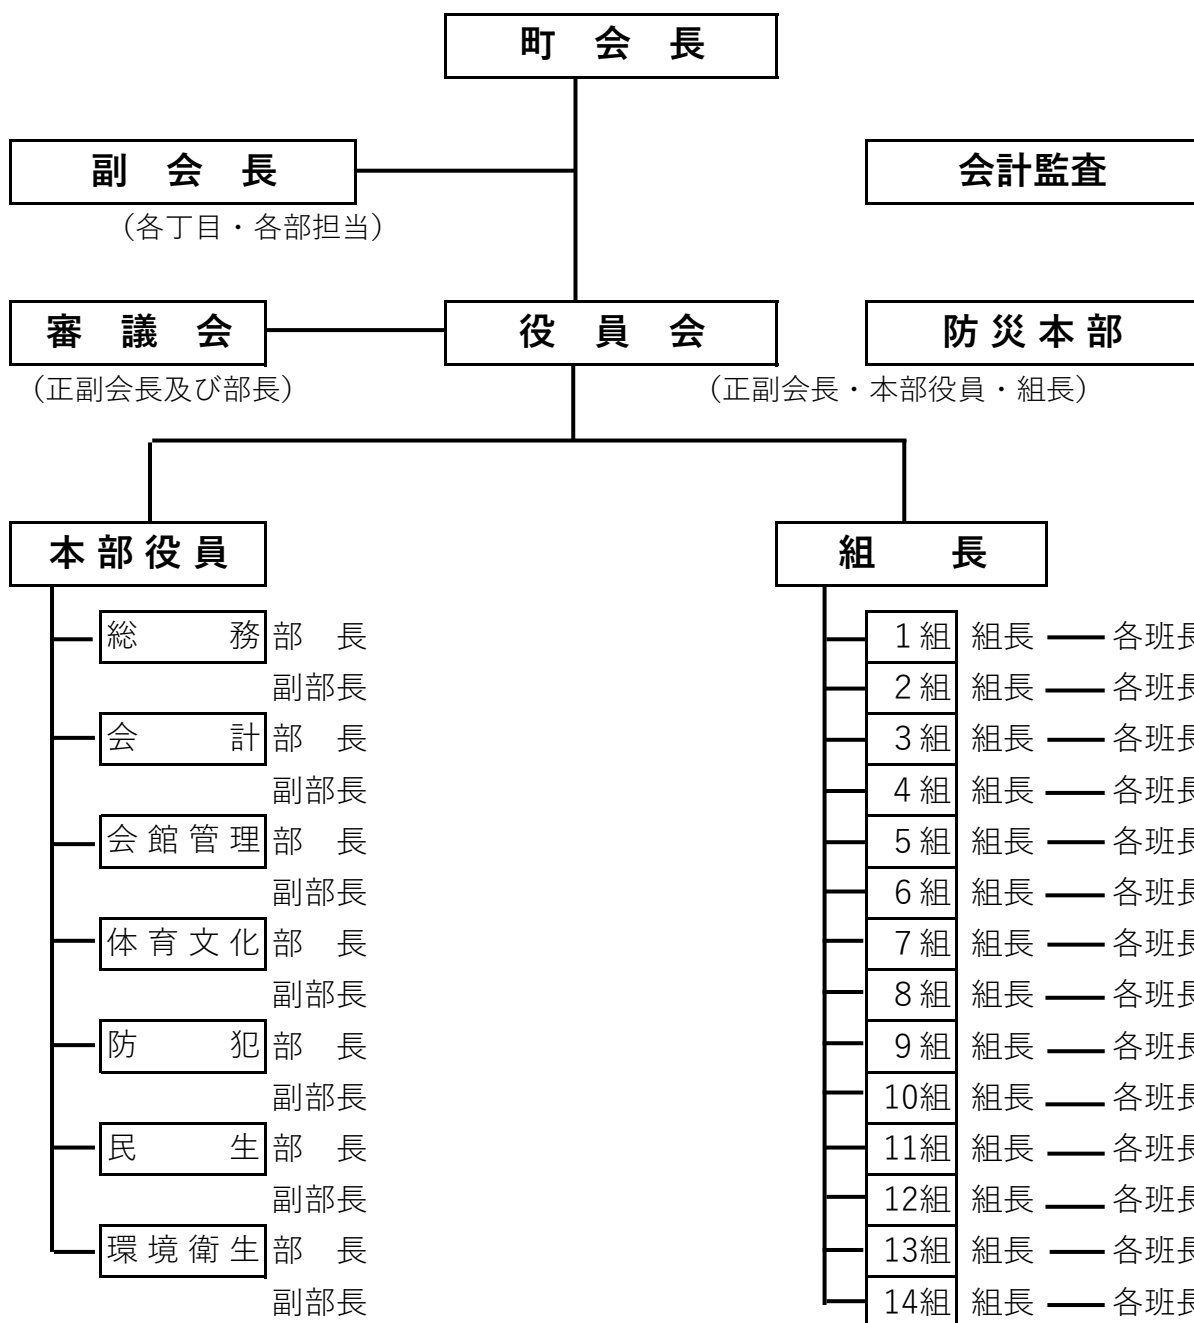 町　会　長
副　会　長
会計監査
（各丁目・各部担当）
審　議　会
役　員　会
防 災 本 部
（正副会長及び部長）
（正副会長・本部役員・組長）
本 部 役 員
組　　長
総　　務 部　長
副部長
会　　計 部　長
副部長
会 館 管 理 部　長
副部長
体 育 文 化 部　長
副部長
防　　犯 部　長
副部長
民　　生 部　長
副部長
環 境 衛 生 部　長
副部長
1組 組長 各班長
2組 組長 各班長
3組 組長 各班長
4組 組長 各班長
5組 組長 各班長
6組 組長 各班長
7組 組長 各班長
8組 組長 各班長
9組 組長 各班長
10組 組長 各班長
11組 組長 各班長
12組 組長 各班長
13組 組長 各班長
14組 組長 各班長